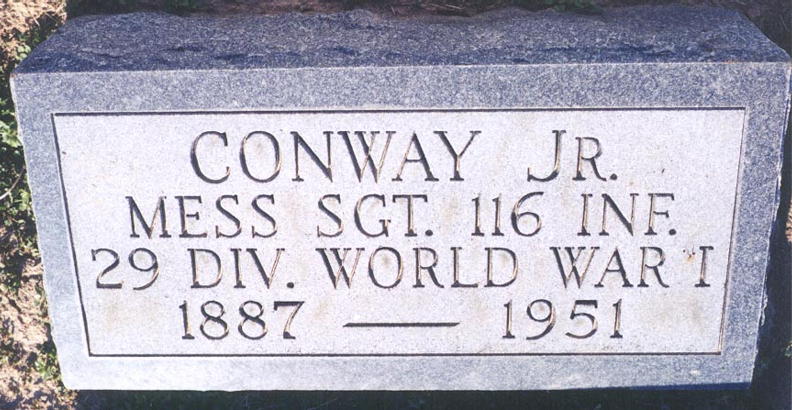 CONWAY JR.
MESS SGT. 116 INF.
29 DIV. WORLD WAR I
1887 — 1951